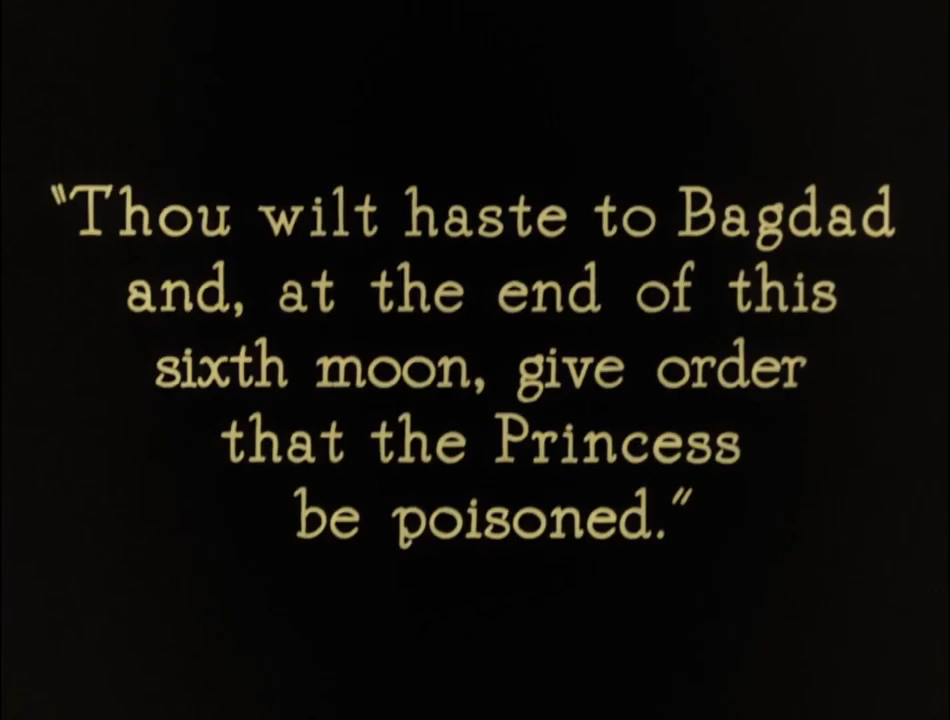 "Thou wilt haste to Bagdad
and, at the end of this
sixth moon, give order
that the Princess
be poisoned."